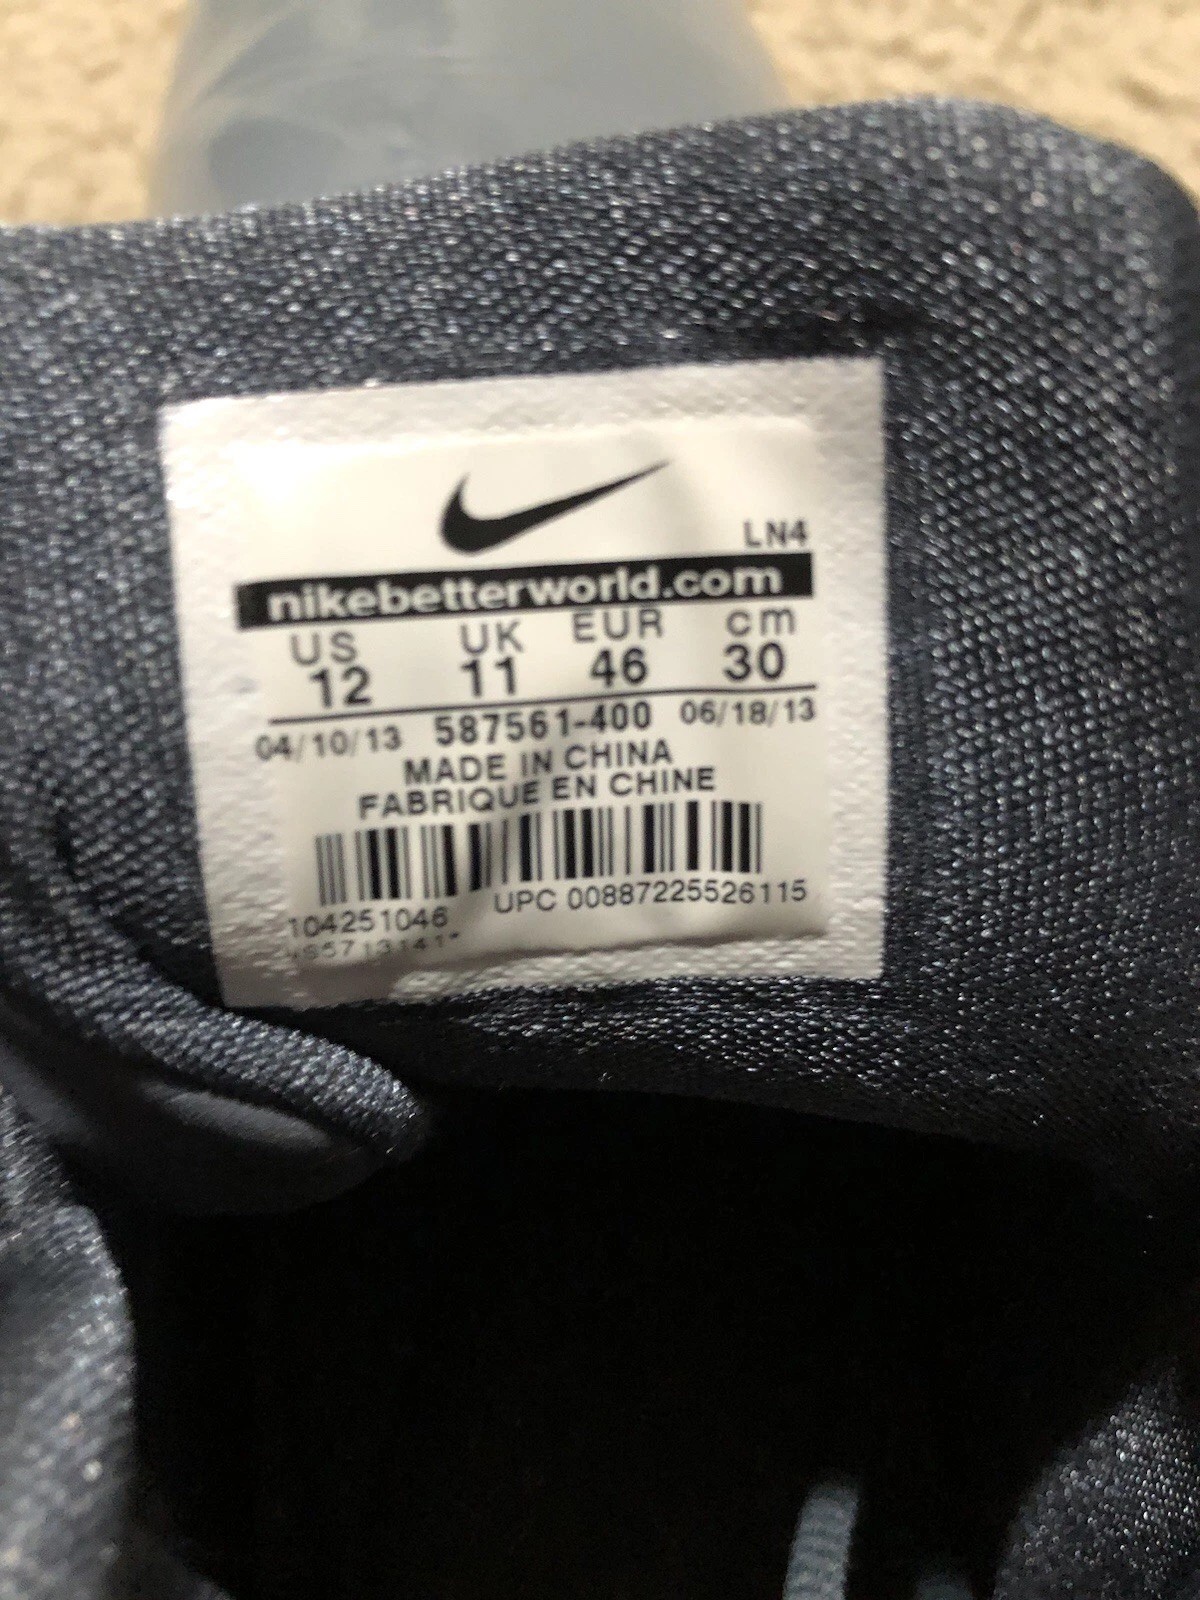 LN4
nikebetterworld.com
US UK EUR cm
12 11 46 30
04/10/13 587561-400 06/18/13
MADE IN CHINA
FABRIQUE EN CHINE
UPC 00887225526115
104251046